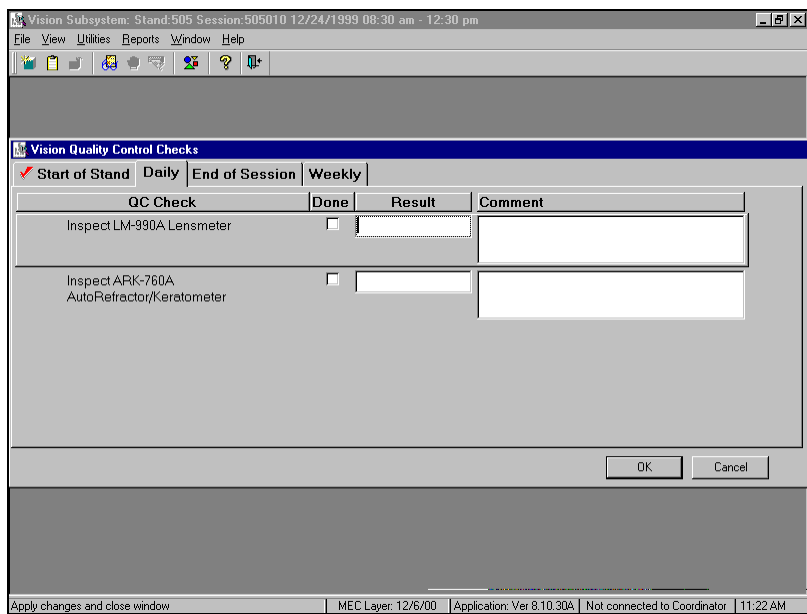 Vision Subsystem: Stand:505 Session:505010 12/24/1999 08:30 am - 12:30 pm
File View Utilities Reports Window Help
Vision Quality Control Checks
Start of Stand Daily End of Session Weekly
QC Check Done Result Comment
Inspect LM-990A Lensmeter
Inspect ARK-760A
AutoRefractor/Keratometer
OK Cancel
Apply changes and close window MEC Layer: 12/6/00 Application: Ver 8.10.30A Not connected to Coordinator 11:22 AM